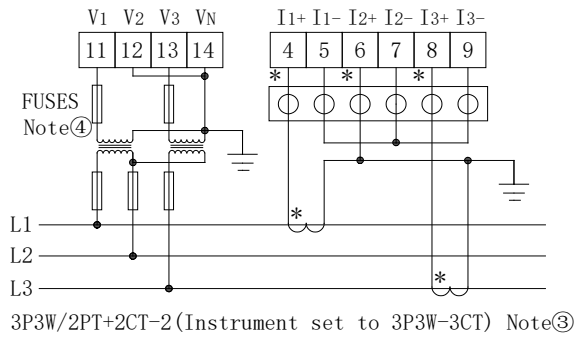 V1 V2 V3 VN I1+ I1- I2+ I2- I3+ I3-
11 12 13 14 4 5 6 7 8 9
* * *
FUSES
Note④
*
L1
L2
*
L3
3P3W/2PT+2CT-2(Instrument set to 3P3W-3CT) Note③